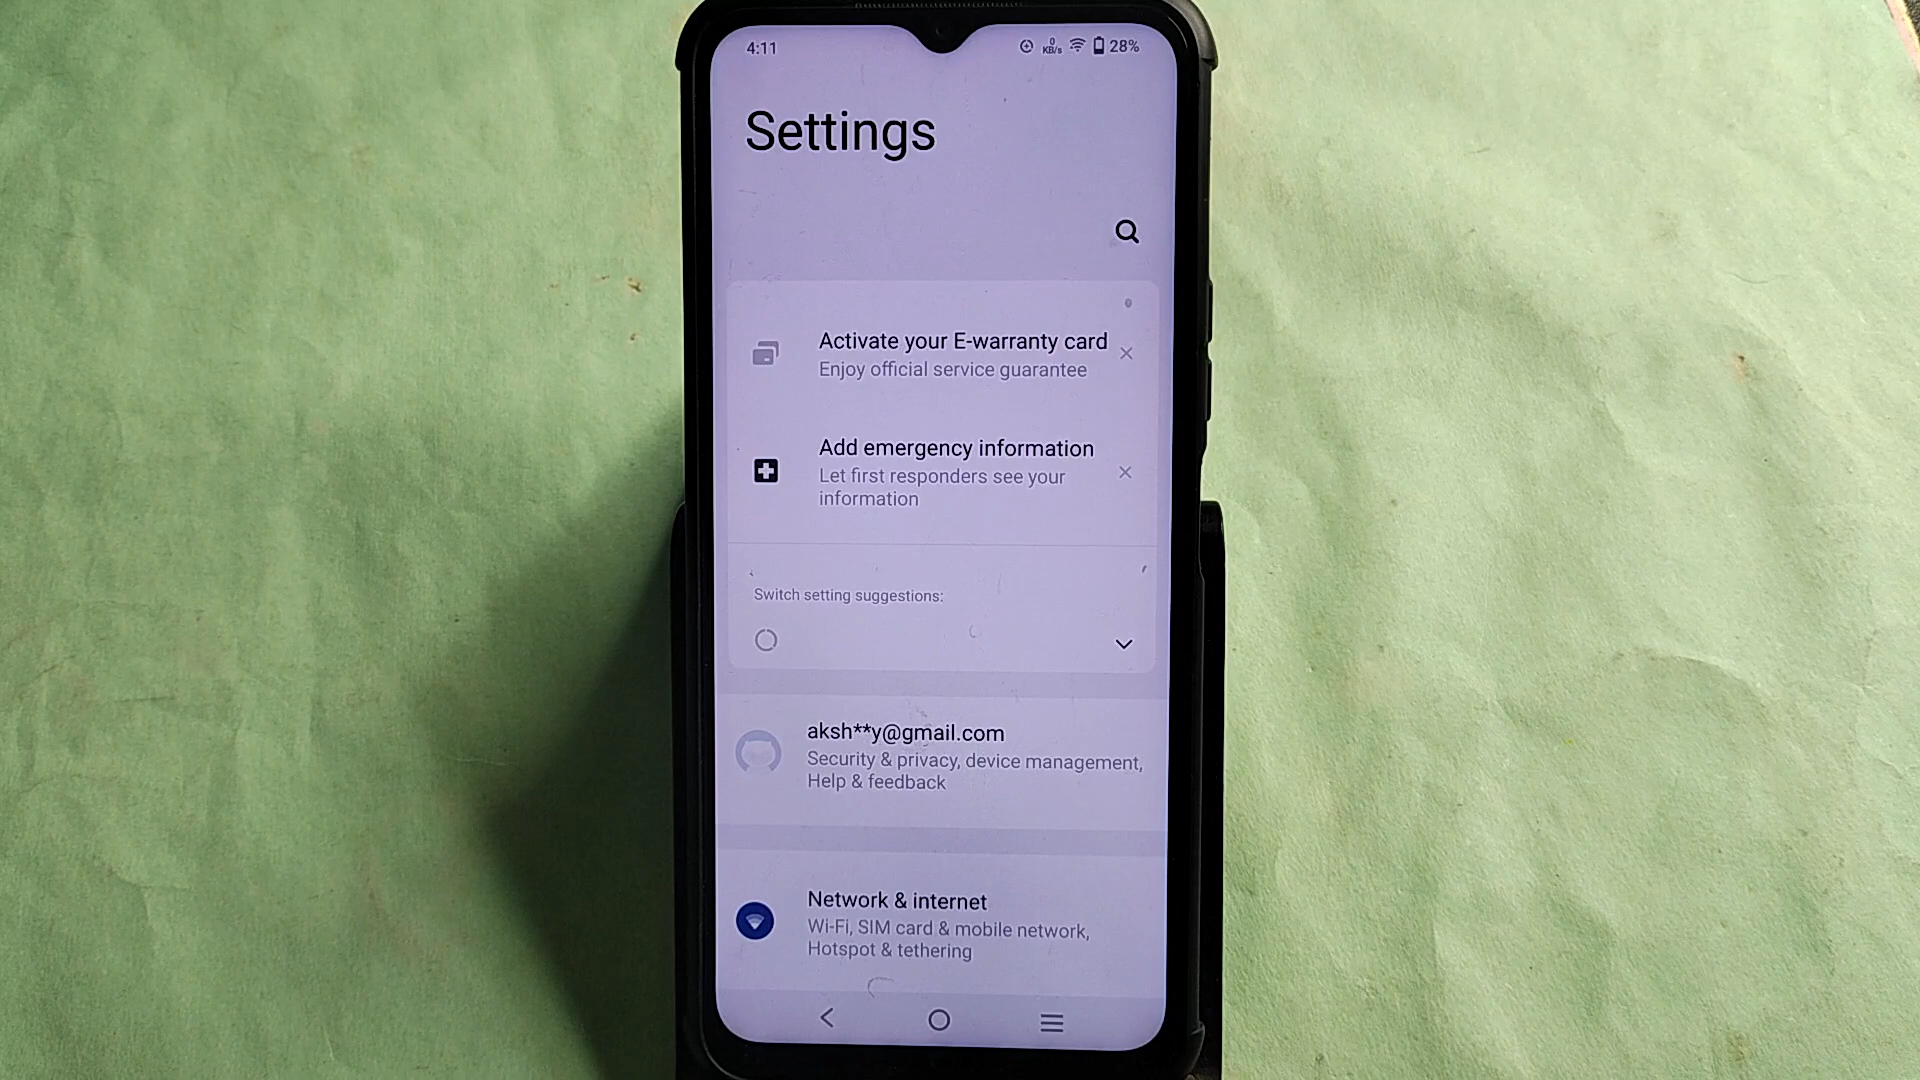 4:11
0 KB/s 28%
Settings
Activate your E-warranty card
Enjoy official service guarantee
Add emergency information
Let first responders see your
information
Switch setting suggestions:
aksh**y@gmail.com
Security & privacy, device management,
Help & feedback
Network & internet
Wi-Fi, SIM card & mobile network,
Hotspot & tethering